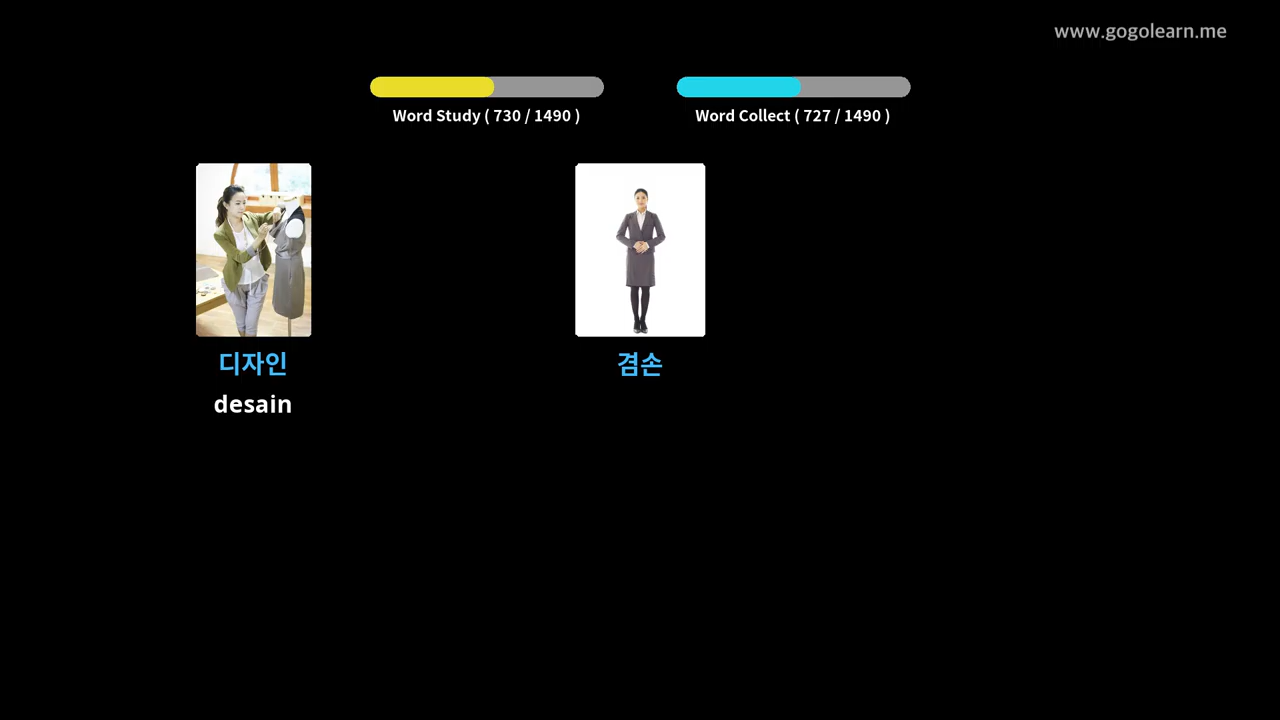 www.gogolearn.me
Word Study ( 730 / 1490 )
Word Collect ( 727 / 1490 )
디자인
desain
겸손